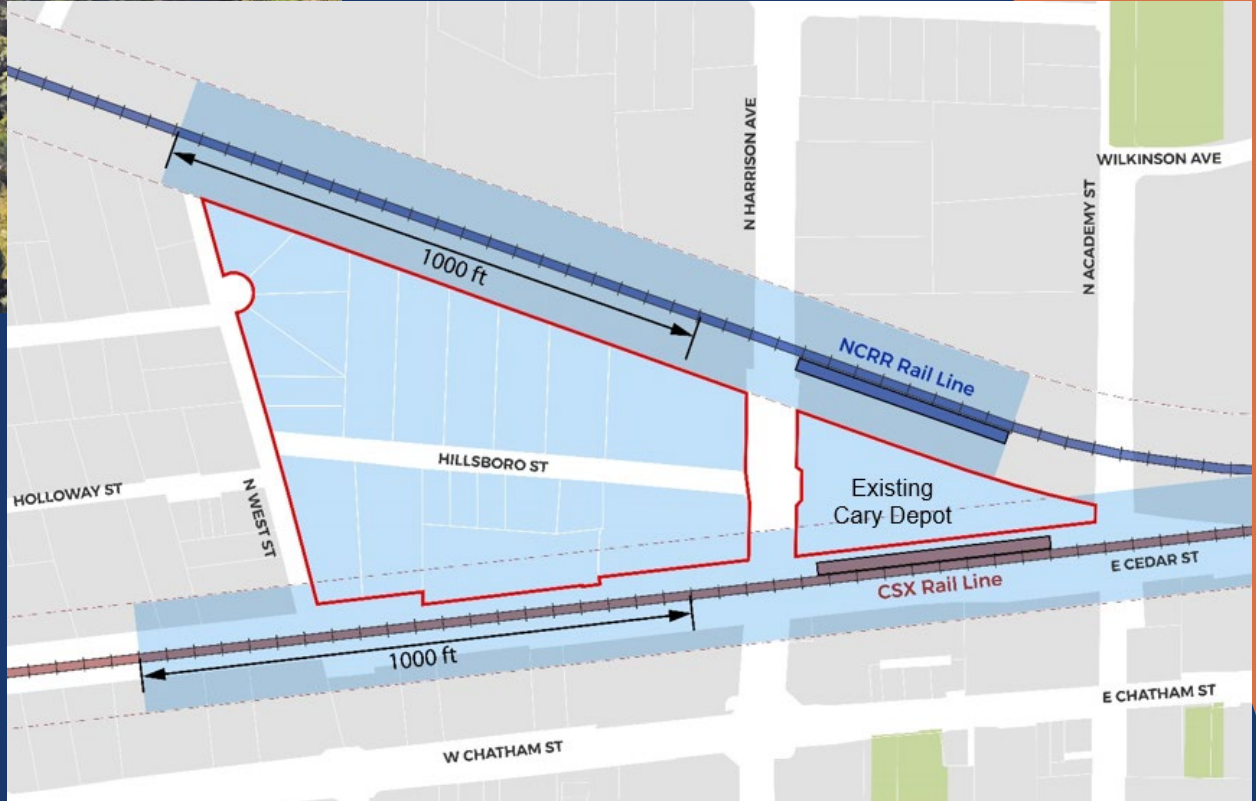 N HARRISON AVE
WILKINSON AVE
N ACADEMY ST
1000 ft
NCRR Rail Line
HILLSBORO ST
Existing
Cary Depot
HOLLOWAY ST
N WEST ST
E CEDAR ST
CSX Rail Line
1000 ft
E CHATHAM ST
W CHATHAM ST